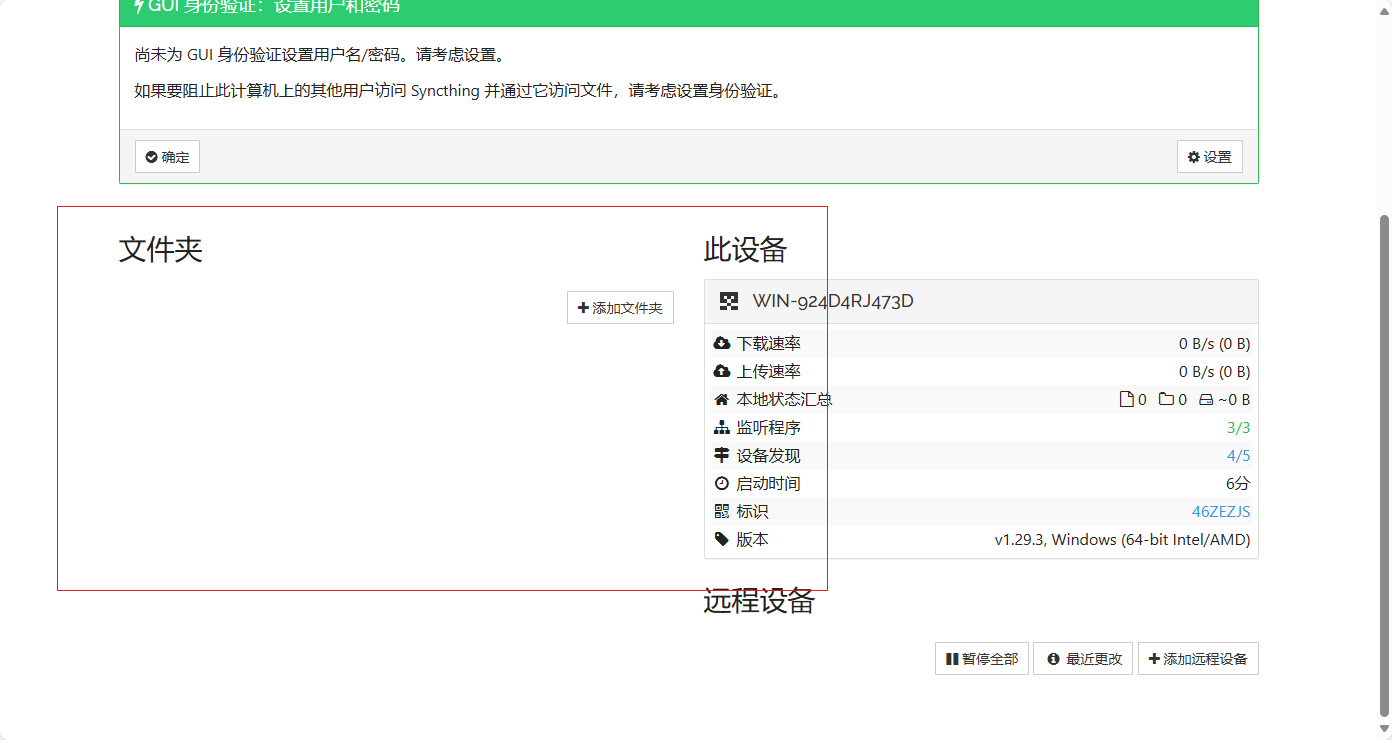 GUI 身份验证：设置用户和密码
尚未为 GUI 身份验证设置用户名/密码。请考虑设置。
如果要阻止此计算机上的其他用户访问 Syncthing 并通过它访问文件，请考虑设置身份验证。
确定
设置
文件夹
添加文件夹
此设备
WIN-924D4RJ473D
下载速率 0 B/s (0 B)
上传速率 0 B/s (0 B)
本地状态汇总 0 0 ~0 B
监听程序 3/3
设备发现 4/5
启动时间 6分
标识 46ZEZJS
版本 v1.29.3, Windows (64-bit Intel/AMD)
远程设备
暂停全部
最近更改
添加远程设备